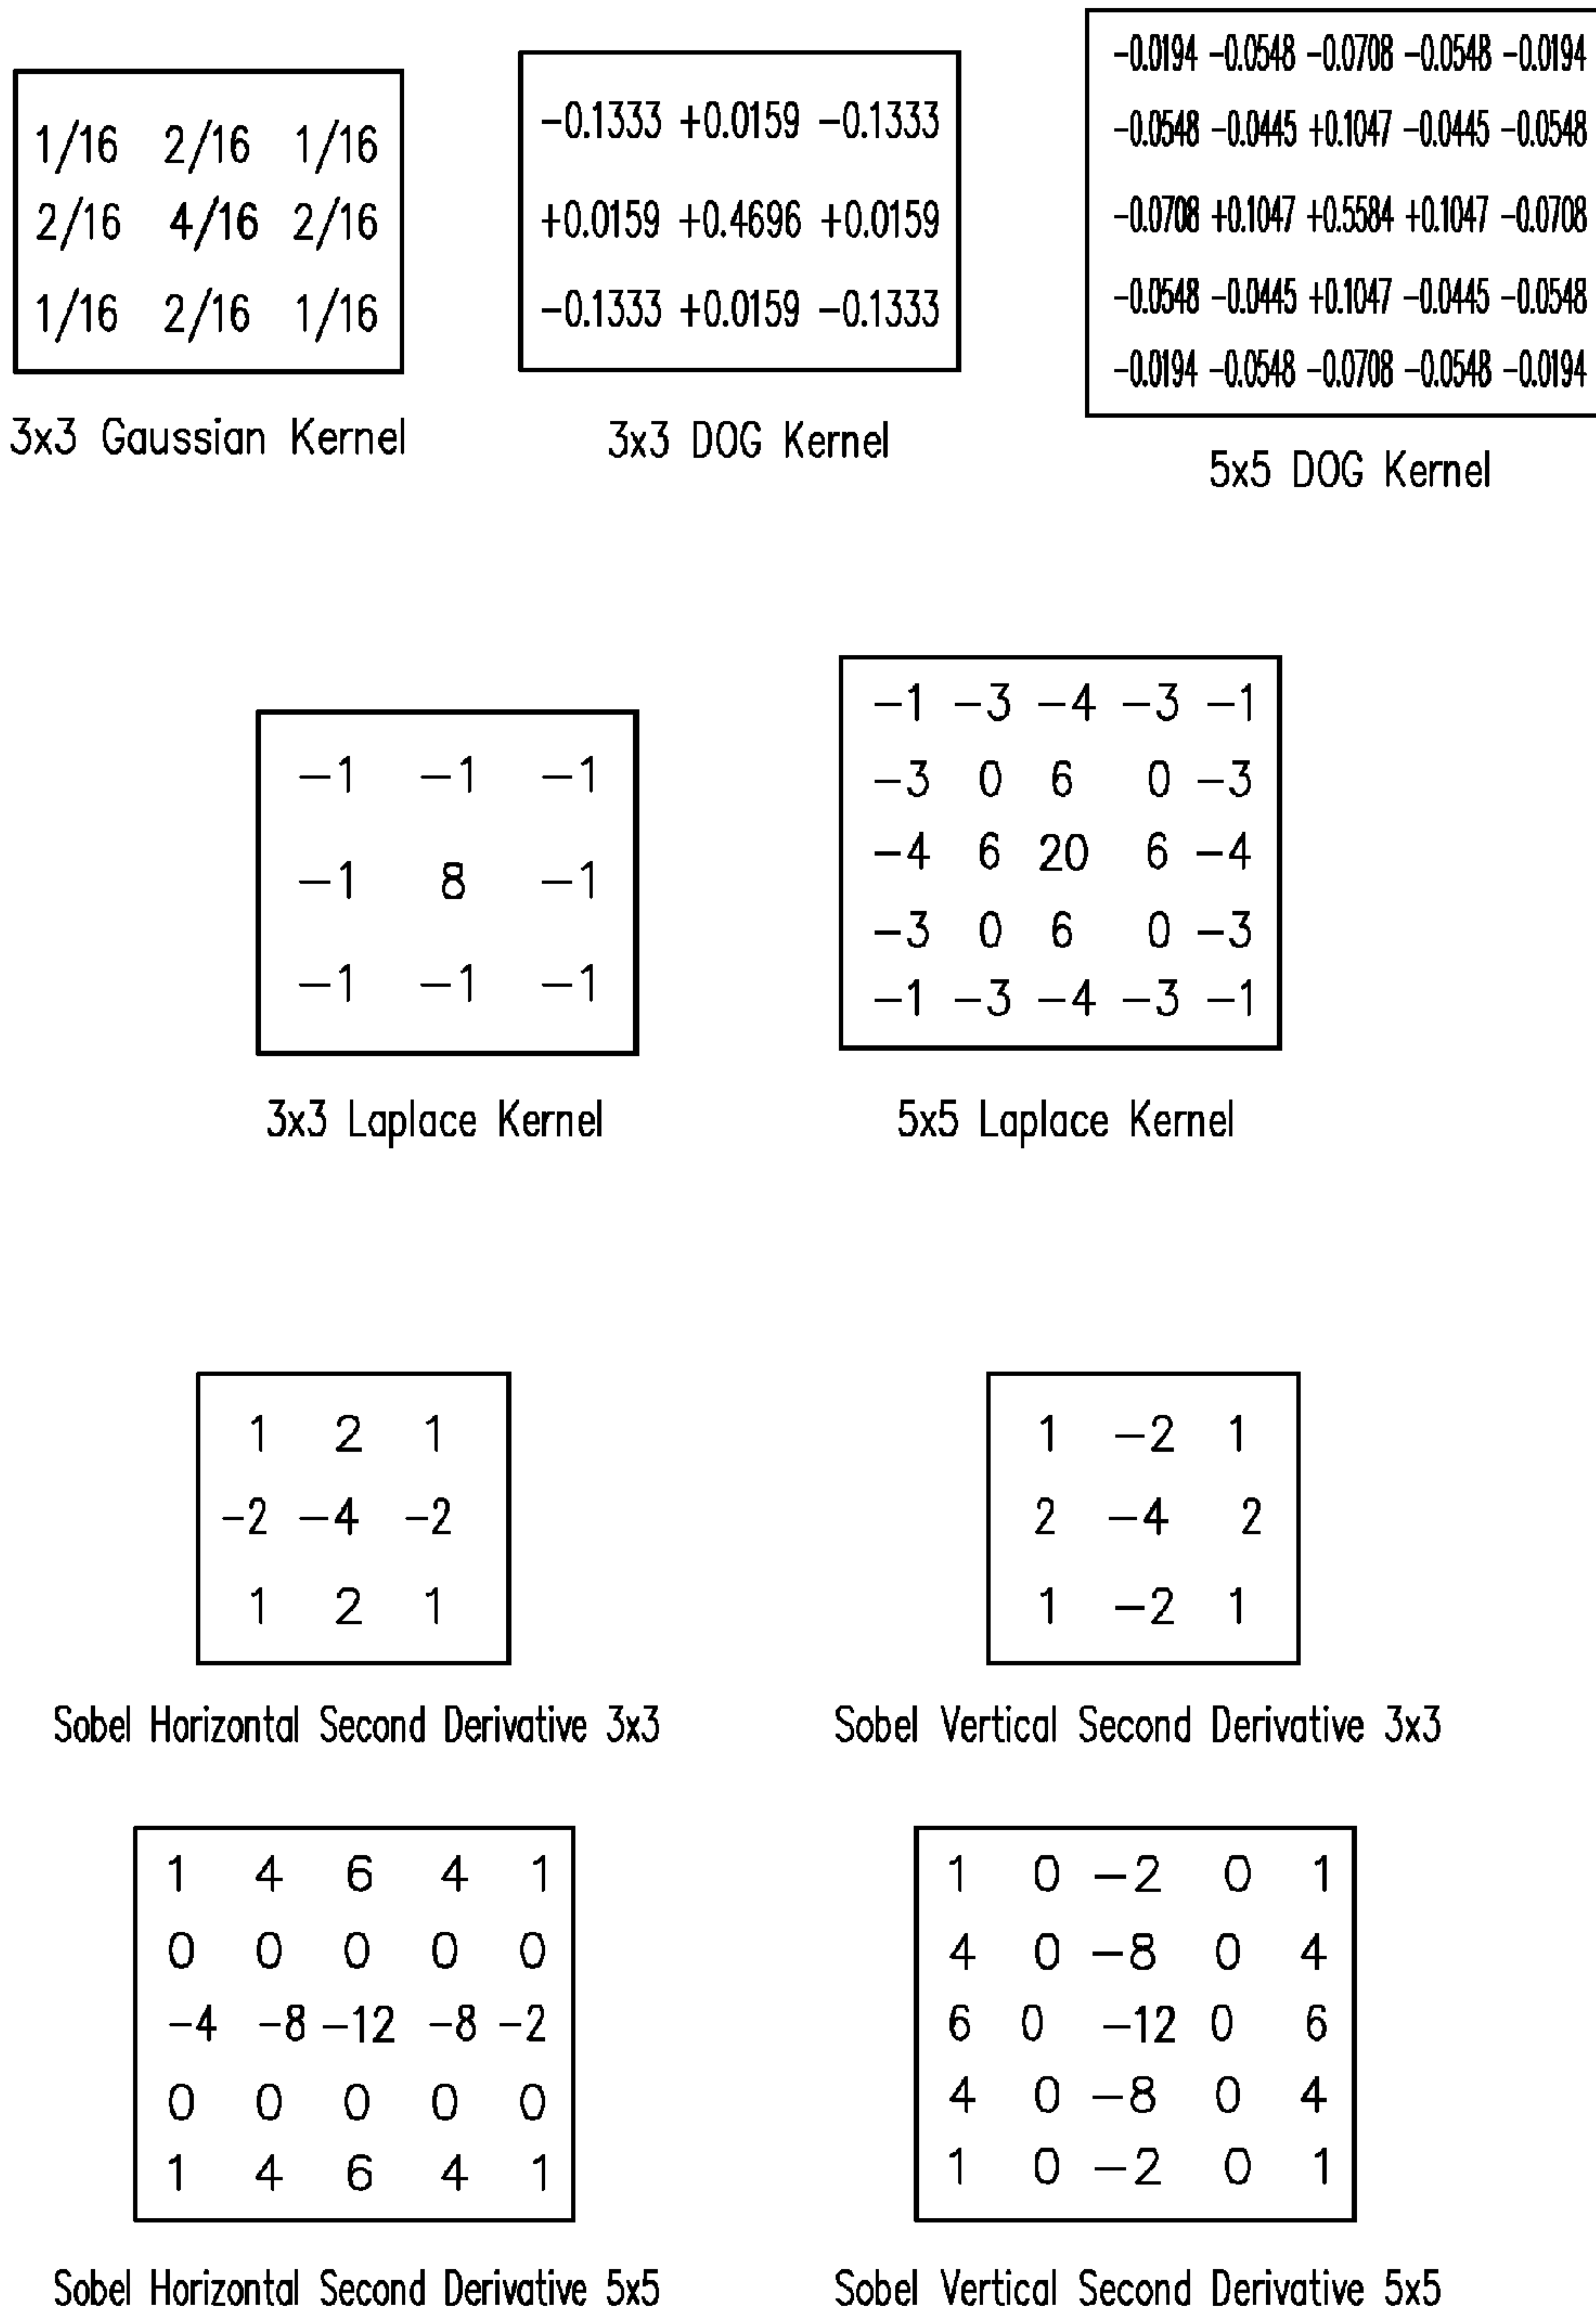 1/16 2/16 1/16
2/16 4/16 2/16
1/16 2/16 1/16
3x3 Gaussian Kernel
-0.1333 +0.0159 -0.1333
+0.0159 +0.4696 +0.0159
-0.1333 +0.0159 -0.1333
3x3 DOG Kernel
-0.0194 -0.0548 -0.0708 -0.0548 -0.0194
-0.0548 -0.0445 +0.1047 -0.0445 -0.0548
-0.0708 +0.1047 +0.5584 +0.1047 -0.0708
-0.0548 -0.0445 +0.1047 -0.0445 -0.0548
-0.0194 -0.0548 -0.0708 -0.0548 -0.0194
5x5 DOG Kernel
-1 -1 -1
-1 8 -1
-1 -1 -1
3x3 Laplace Kernel
-1 -3 -4 -3 -1
-3 0 6 0 -3
-4 6 20 6 -4
-3 0 6 0 -3
-1 -3 -4 -3 -1
5x5 Laplace Kernel
1 2 1
-2 -4 -2
1 2 1
Sobel Horizontal Second Derivative 3x3
1 -2 1
2 -4 2
1 -2 1
Sobel Vertical Second Derivative 3x3
1 4 6 4 1
0 0 0 0 0
-4 -8 -12 -8 -2
0 0 0 0 0
1 4 6 4 1
Sobel Horizontal Second Derivative 5x5
1 0 -2 0 1
4 0 -8 0 4
6 0 -12 0 6
4 0 -8 0 4
1 0 -2 0 1
Sobel Vertical Second Derivative 5x5